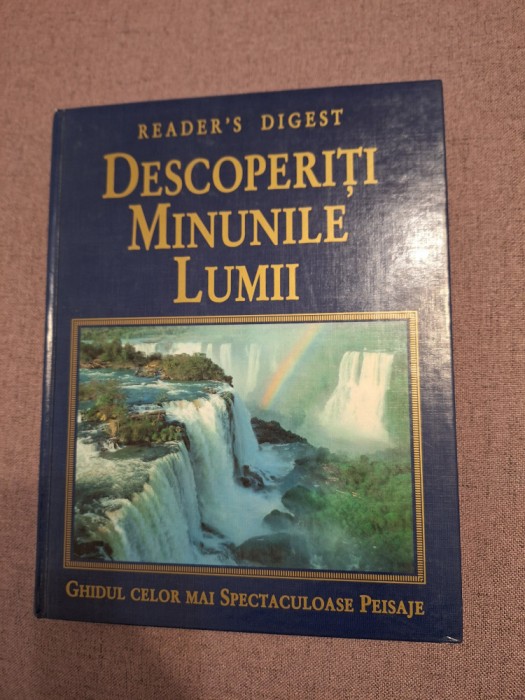 READER'S DIGEST
DESCOPERIȚI
MINUNILE
LUMII
GHIDUL CELOR MAI SPECTACULOASE PEISAJE